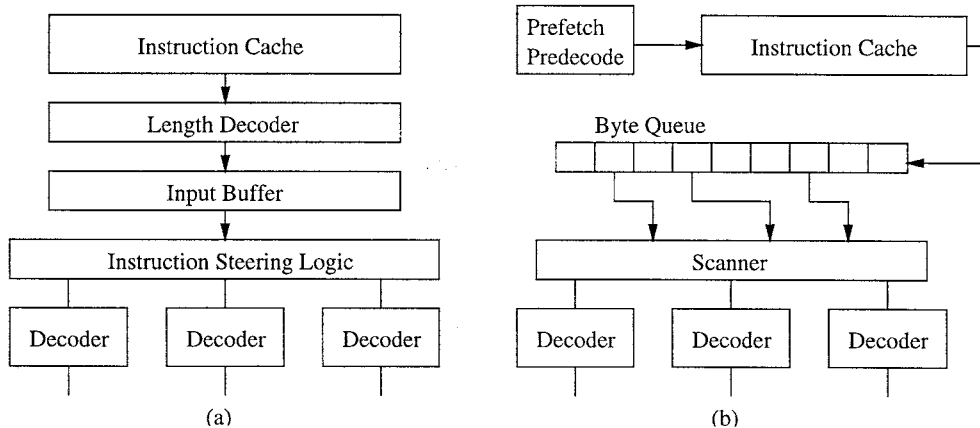 Instruction Cache
Length Decoder
Input Buffer
Instruction Steering Logic
Decoder
Decoder
Decoder
(a)
Prefetch
Predecode
Instruction Cache
Byte Queue
Scanner
Decoder
Decoder
Decoder
(b)